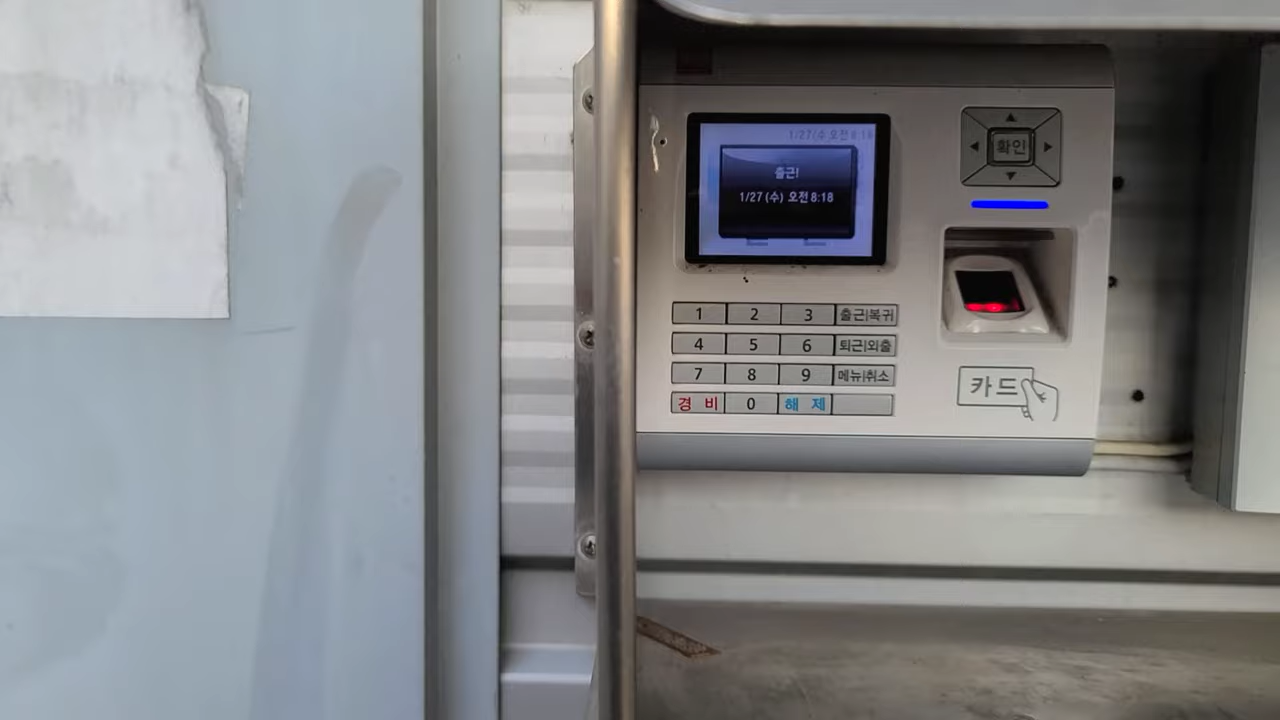 1/27(수 오전 8:18
출근!
1/27 (수) 오전 8:18
확인
1 2 3 출근|복귀
4 5 6 퇴근|외출
7 8 9 메뉴|취소
경 비 0 해 제
카드